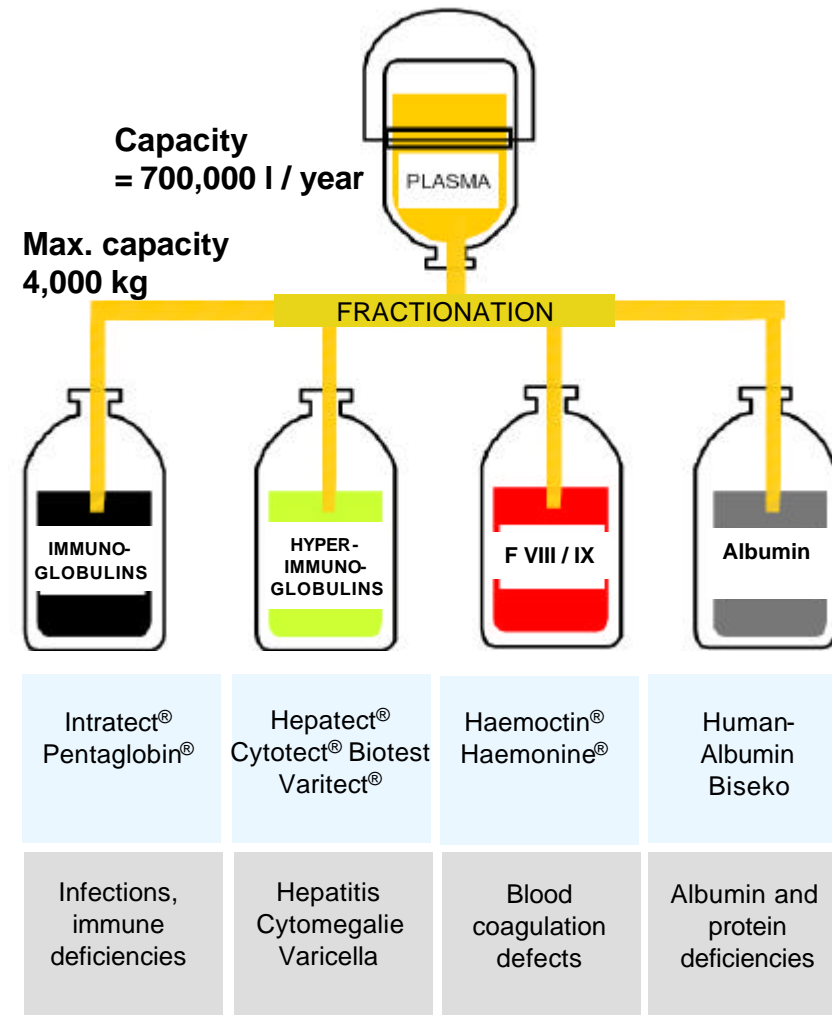 Capacity
= 700,000 l / year
PLASMA
Max. capacity
4,000 kg
FRACTIONATION
IMMUNO-
GLOBULINS
HYPER-
IMMUNO-
GLOBULINS
F VIII / IX
Albumin
Intratect®
Pentaglobin®
Hepatect®
Cytotect® Biotest
Varitect®
Haemoctin®
Haemonine®
Human-
Albumin
Biseko
Infections,
immune
deficiencies
Hepatitis
Cytomegalie
Varicella
Blood
coagulation
defects
Albumin and
protein
deficiencies